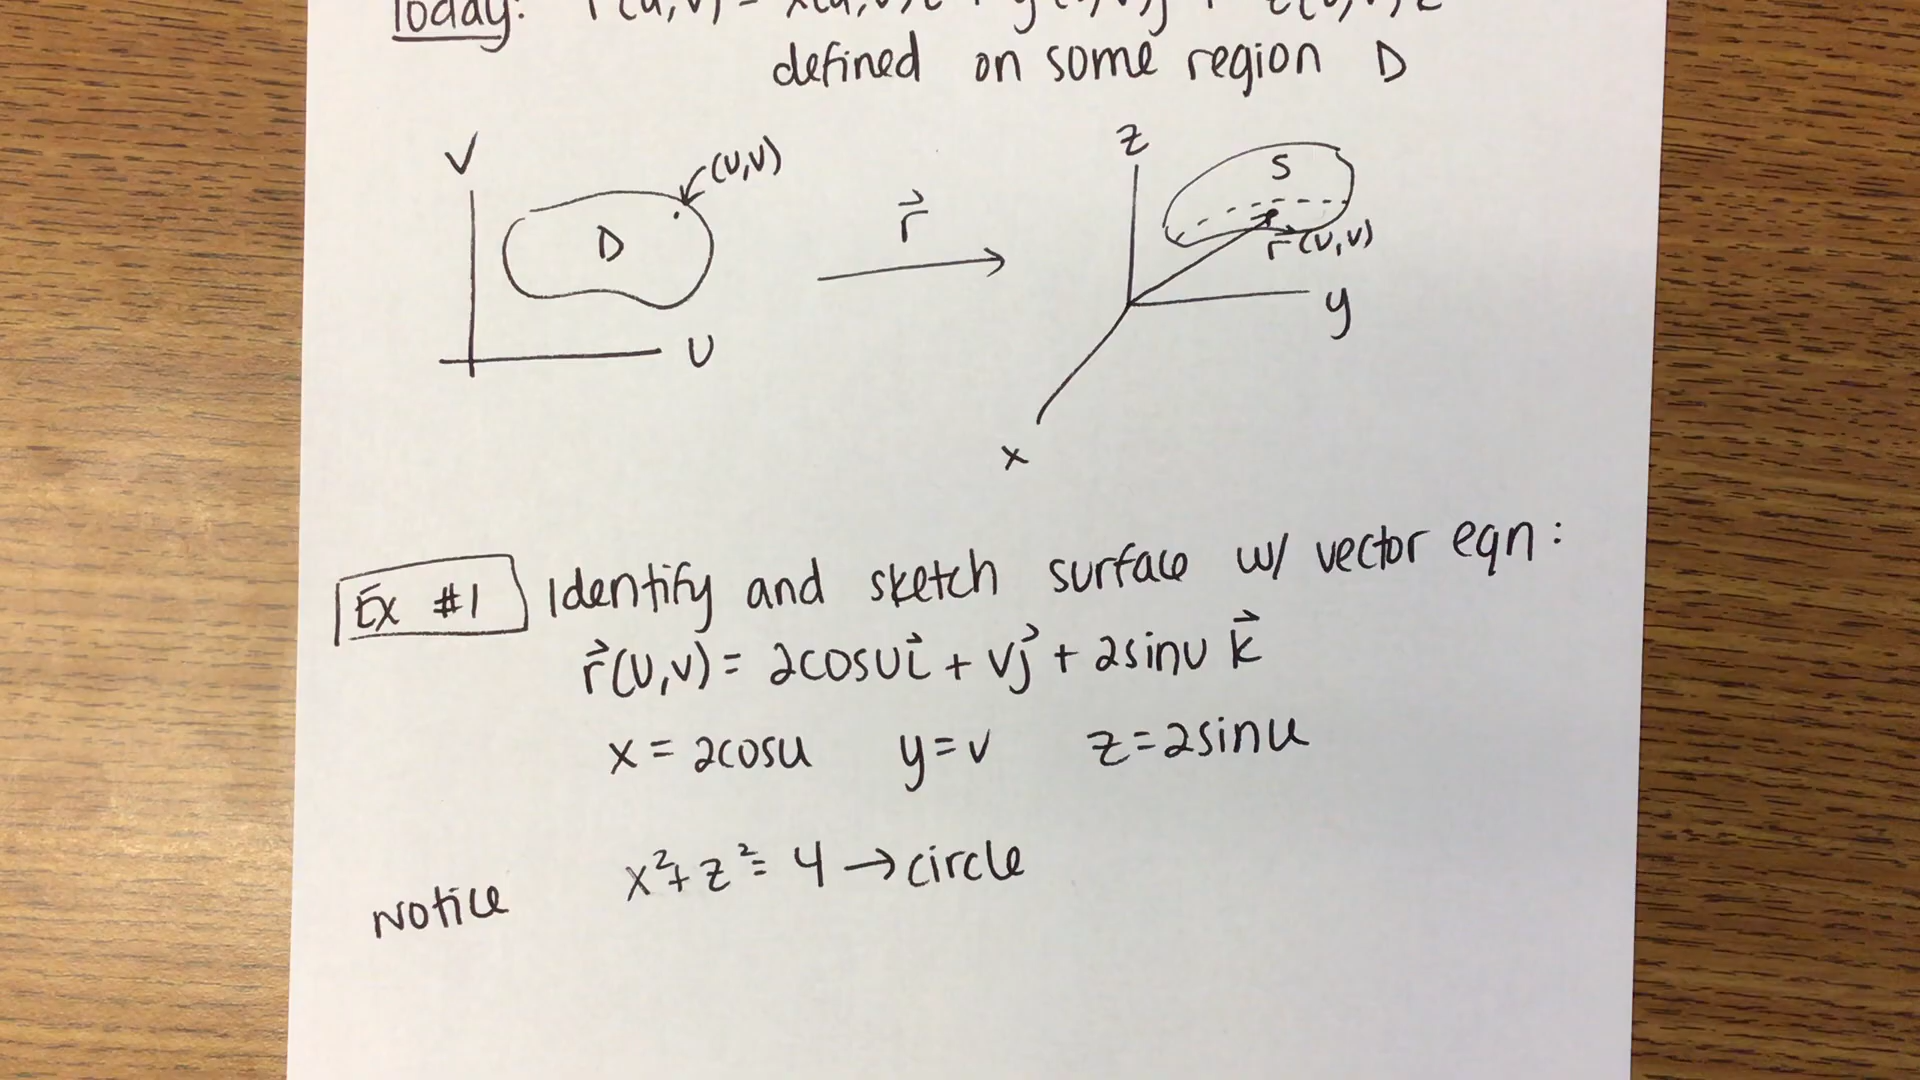 Today: r(u,v) =
defined on some region D
V
(u,v)
D
U
r⃗
z
S
r⃗(u,v)
y
x
Ex #1 Identify and sketch surface w/ vector eqn:
r⃗(u,v) = 2cosu i⃗ + v j⃗ + 2sinu k⃗
x = 2cosu y = v z = 2sinu
Notice x² + z² = 4 → circle